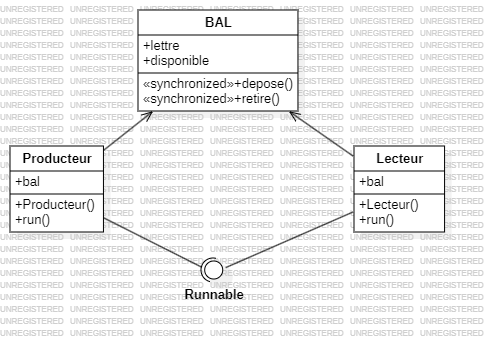 UNREGISTERED UNREGISTERED UNREGISTERED UNREGISTERED UNREGISTERED UNREGISTERED UNREGISTERED
BAL
+lettre
+disponible
«synchronized»+depose()
«synchronized»+retire()
Producteur
+bal
+Producteur()
+run()
Lecteur
+bal
+Lecteur()
+run()
Runnable